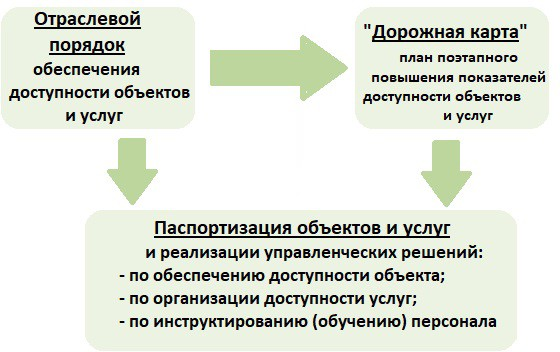 Отраслевой
порядок
обеспечения
доступности объектов
и услуг
"Дорожная карта"
план поэтапного
повышения показателей
доступности объектов
и услуг
Паспортизация объектов и услуг
и реализации управленческих решений:
- по обеспечению доступности объекта;
- по организации доступности услуг;
- по инструктированию (обучению) персонала